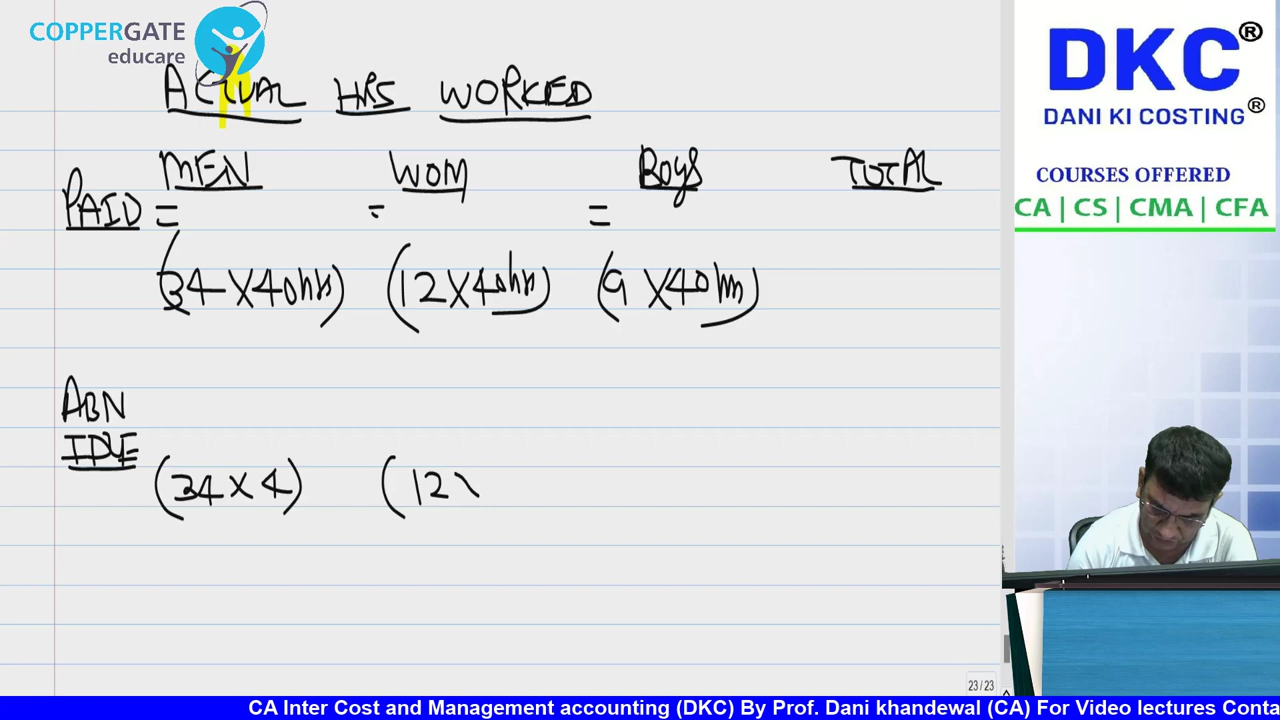 COPPERGATE
educare
DKC®
DANI KI COSTING®
COURSES OFFERED
CA | CS | CMA | CFA
ACTUAL HRS WORKED
MEN WOM BOYS TOTAL
PAID = = =
(34 X 40hrs) (12 X 40hr) (9 X 40hr)
ABN
IDLE
(34 X 4) (12 X
23 / 23
CA Inter Cost and Management accounting (DKC) By Prof. Dani khandewal (CA) For Video lectures Conta